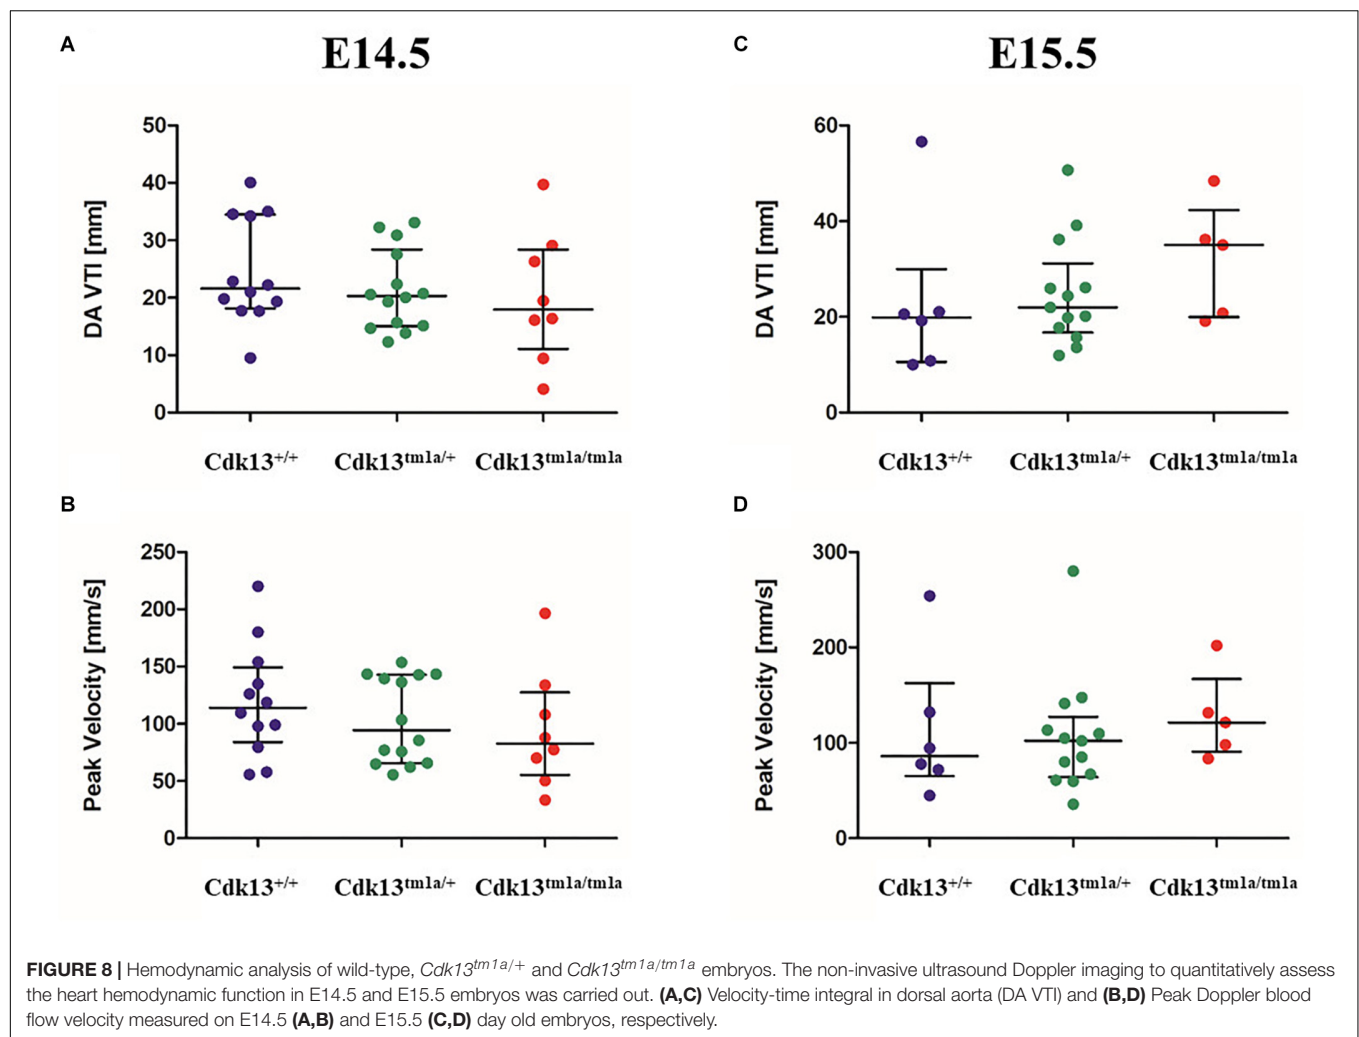 A
E14.5
50
40
30
20
10
0
DA VTI [mm]
Cdk13+/+
Cdk13tm1a/+
Cdk13tm1a/tm1a
C
E15.5
60
40
20
0
DA VTI [mm]
Cdk13+/+
Cdk13tm1a/+
Cdk13tm1a/tm1a
B
250
200
150
100
50
0
Peak Velocity [mm/s]
Cdk13+/+
Cdk13tm1a/+
Cdk13tm1a/tm1a
D
300
200
100
0
Peak Velocity [mm/s]
Cdk13+/+
Cdk13tm1a/+
Cdk13tm1a/tm1a
FIGURE 8 | Hemodynamic analysis of wild-type, Cdk13tm1a/+ and Cdk13tm1a/tm1a embryos. The non-invasive ultrasound Doppler imaging to quantitatively assess
the heart hemodynamic function in E14.5 and E15.5 embryos was carried out. (A,C) Velocity-time integral in dorsal aorta (DA VTI) and (B,D) Peak Doppler blood
flow velocity measured on E14.5 (A,B) and E15.5 (C,D) day old embryos, respectively.